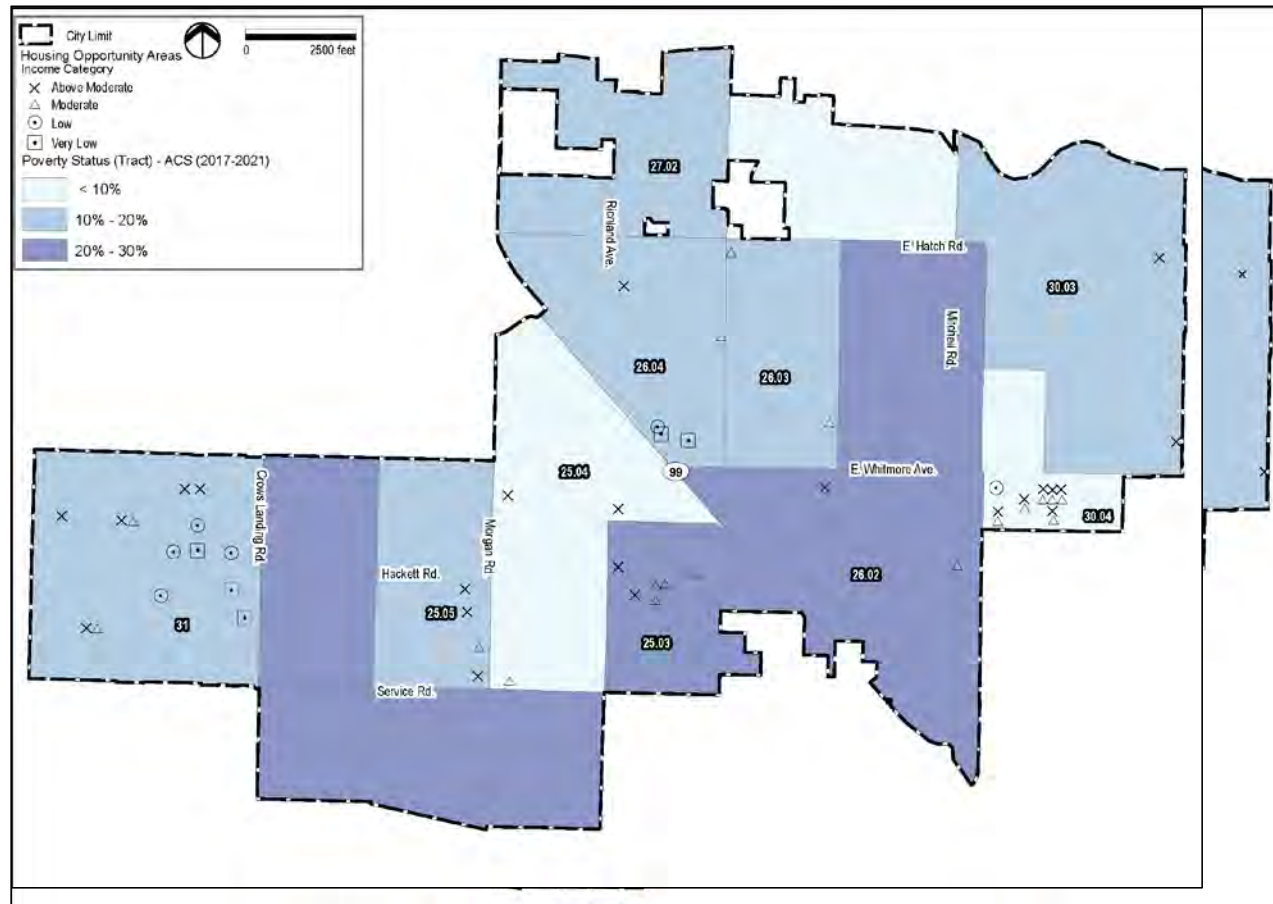 City Limit
0 2500 feet
Housing Opportunity Areas
Income Category
Above Moderate
Moderate
Low
Very Low
Poverty Status (Tract) - ACS (2017-2021)
< 10%
10% - 20%
20% - 30%
27.02
Richland Ave.
E. Hatch Rd.
30.03
Mitchell Rd.
26.04
26.03
99
E. Whitmore Ave.
25.04
Crows Landing Rd.
Morgan Rd.
30.04
Hackett Rd.
26.02
25.05
31
25.03
Service Rd.